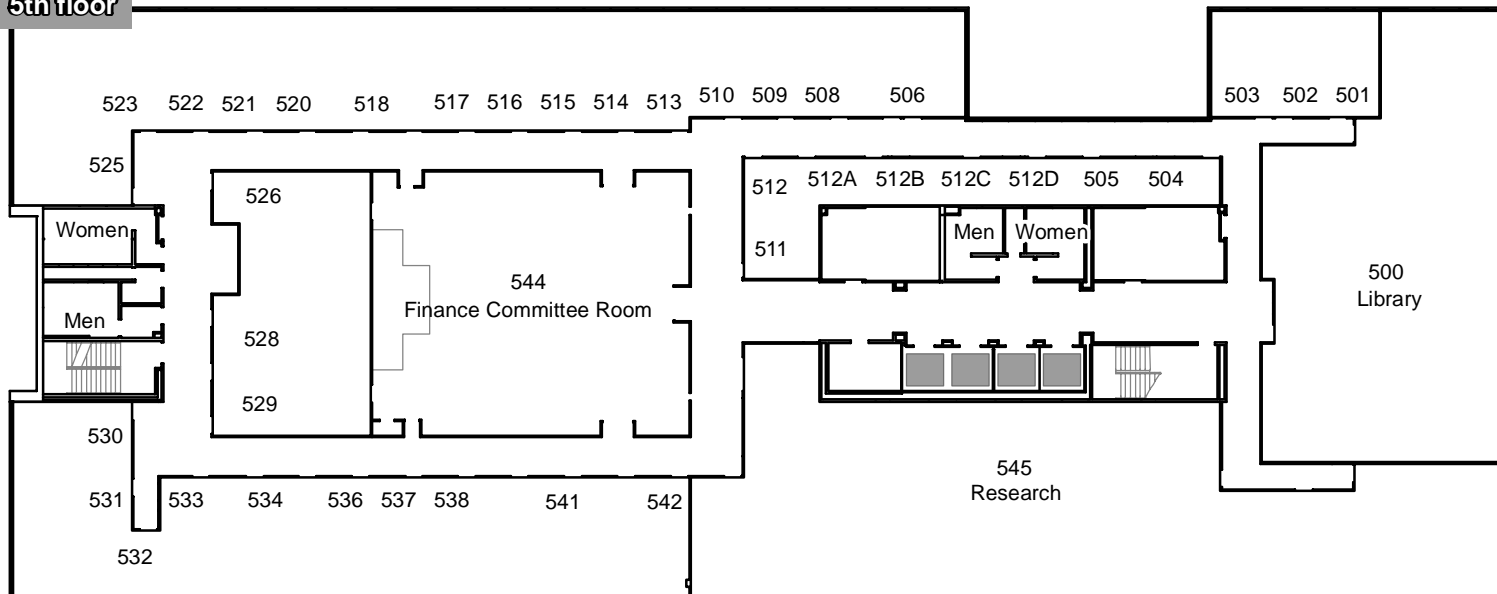 5th floor
523 522 521 520 518 517 516 515 514 513 510 509 508 506 503 502 501
525
526 512 512A 512B 512C 512D 505 504
Women
Men Women
511
544
Finance Committee Room
500
Library
Men
528
529
530
531 533 534 536 537 538 541 542
545
Research
532